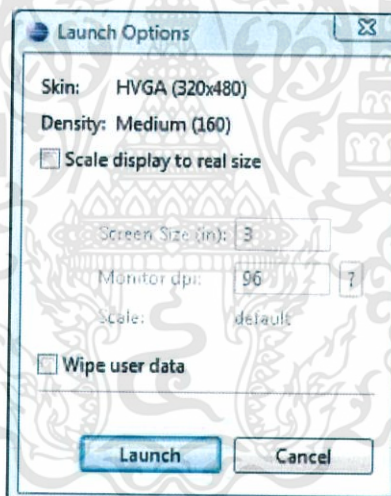 Launch Options
Skin: HVGA (320x480)
Density: Medium (160)
Scale display to real size
Screen Size (in): 3
Monitor dpi: 96 ?
Scale: default
Wipe user data
Launch Cancel